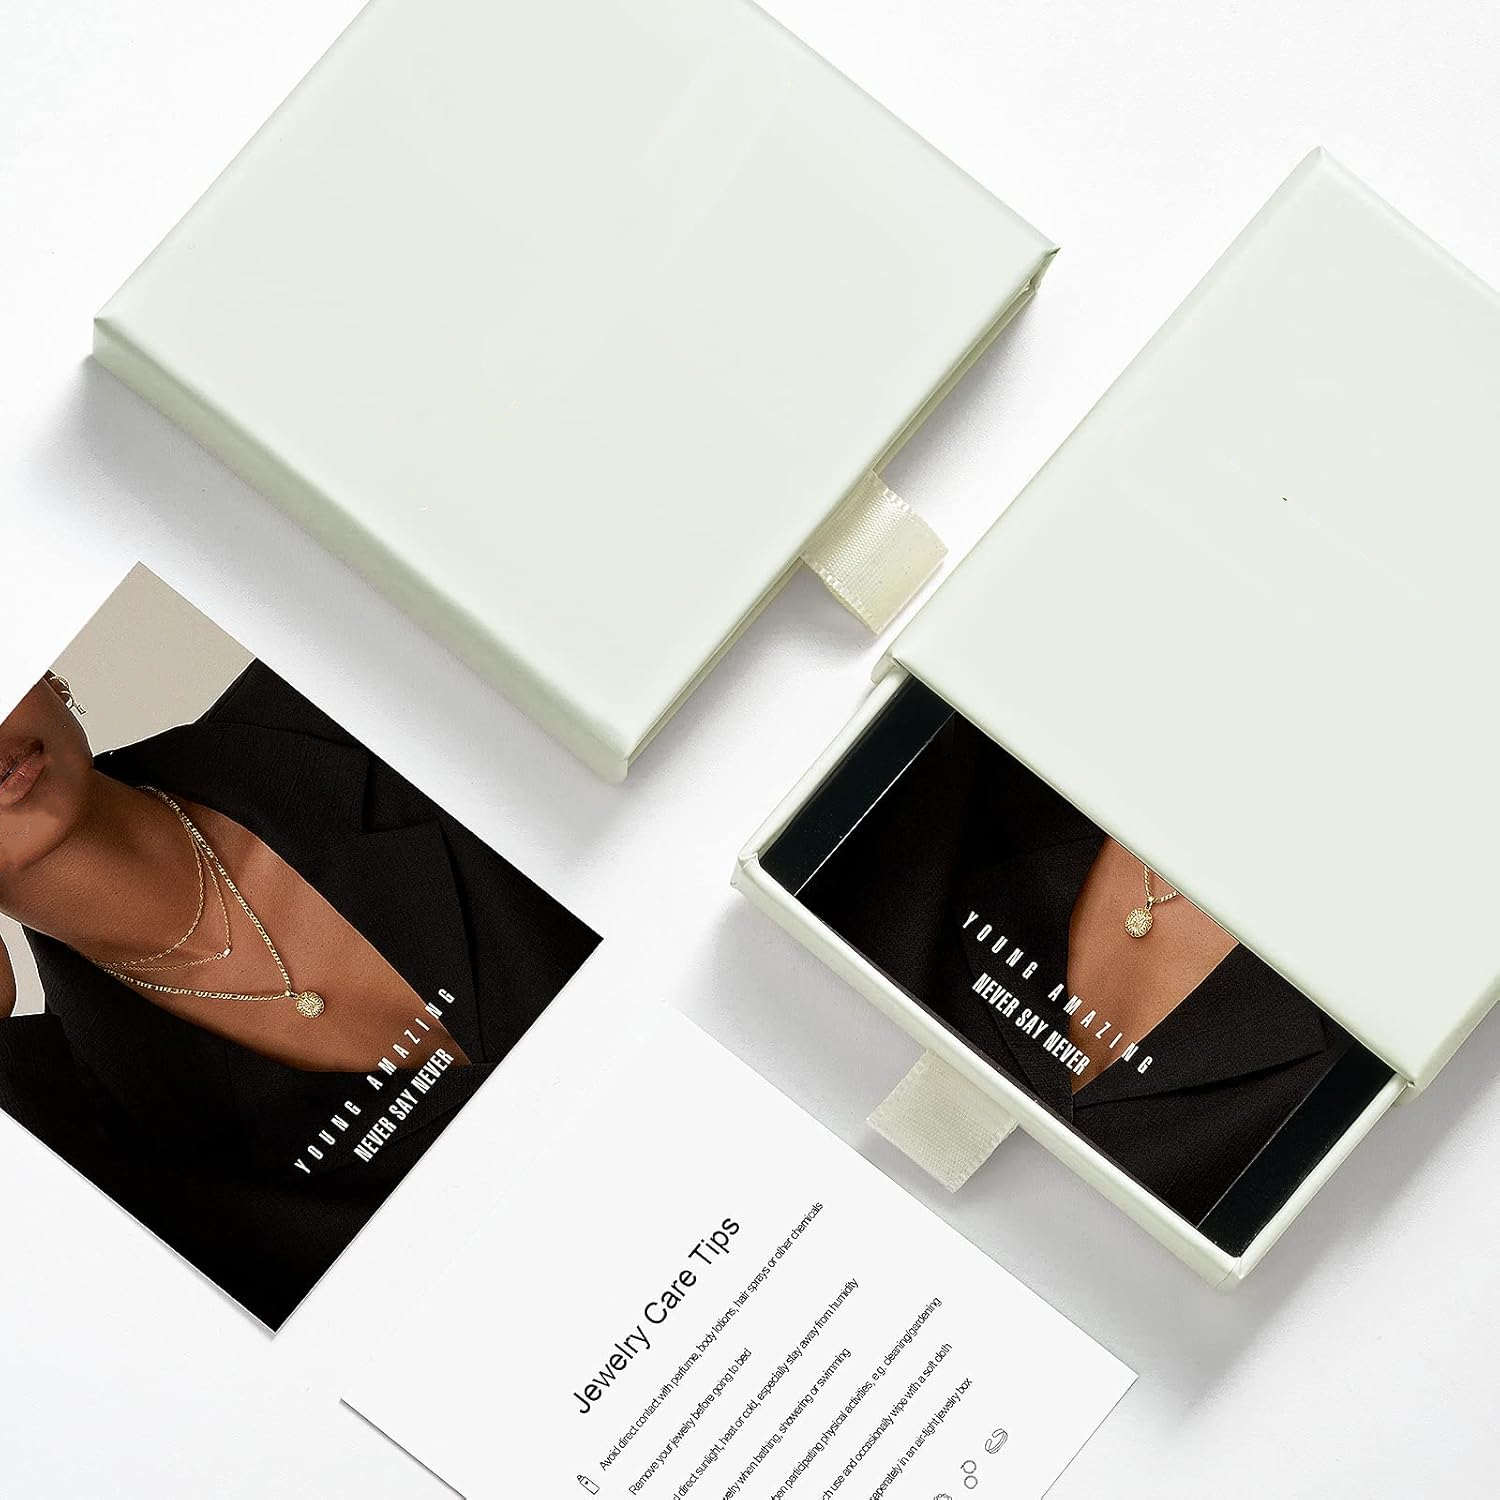 YOUNG AMAZING
NEVER SAY NEVER
YOUNG AMAZING
NEVER SAY NEVER
Jewelry Care Tips
Avoid direct contact with perfume, body lotions, hair sprays or other chemicals
Remove your jewelry before going to bed
direct sunlight, heat or cold, especially stay away from humidity
when bathing, showering or swimming
participating physical activities, e.g. cleaning/gardening
use and occasionally wipe with a soft cloth
seperately in an air-tight jewelry box